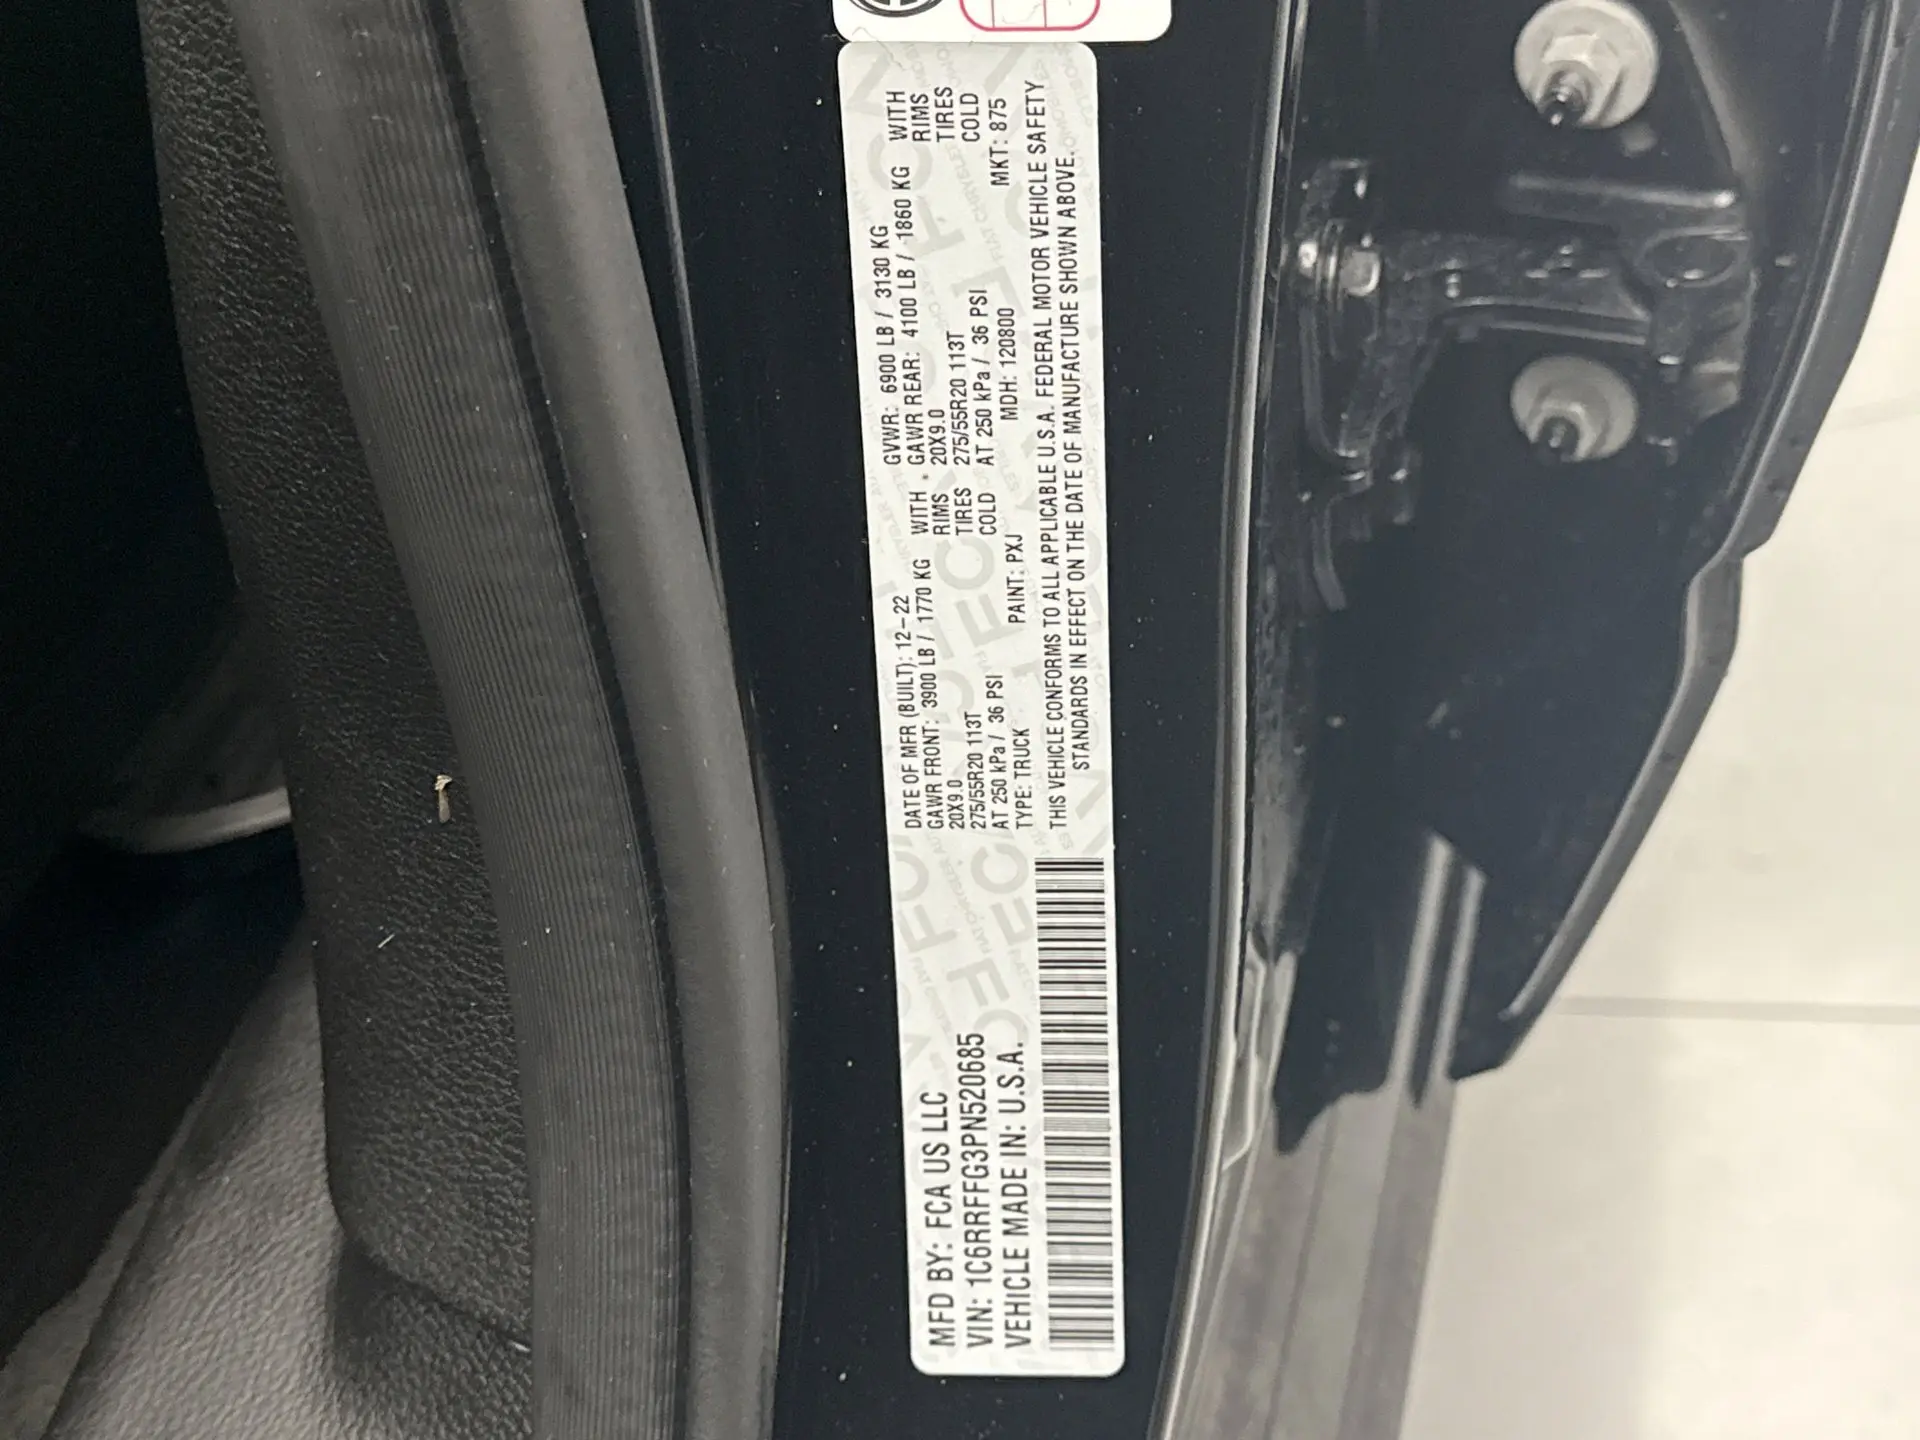 MFD BY: FCA US LLC
VIN: 1C6RRFFG3PN520685
VEHICLE MADE IN: U.S.A.
DATE OF MFR (BUILT): 12-22 GVWR: 6900 LB / 3130 KG
GAWR FRONT: 3900 LB / 1770 KG WITH GAWR REAR: 4100 LB / 1860 KG WITH
20X9.0 RIMS 20X9.0 RIMS
275/55R20 113T TIRES 275/55R20 113T TIRES
AT 250 kPa / 36 PSI COLD AT 250 kPa / 36 PSI COLD
TYPE: TRUCK PAINT: PXJ MDH: 120800 MKT: 875
THIS VEHICLE CONFORMS TO ALL APPLICABLE U.S.A. FEDERAL MOTOR VEHICLE SAFETY
STANDARDS IN EFFECT ON THE DATE OF MANUFACTURE SHOWN ABOVE.